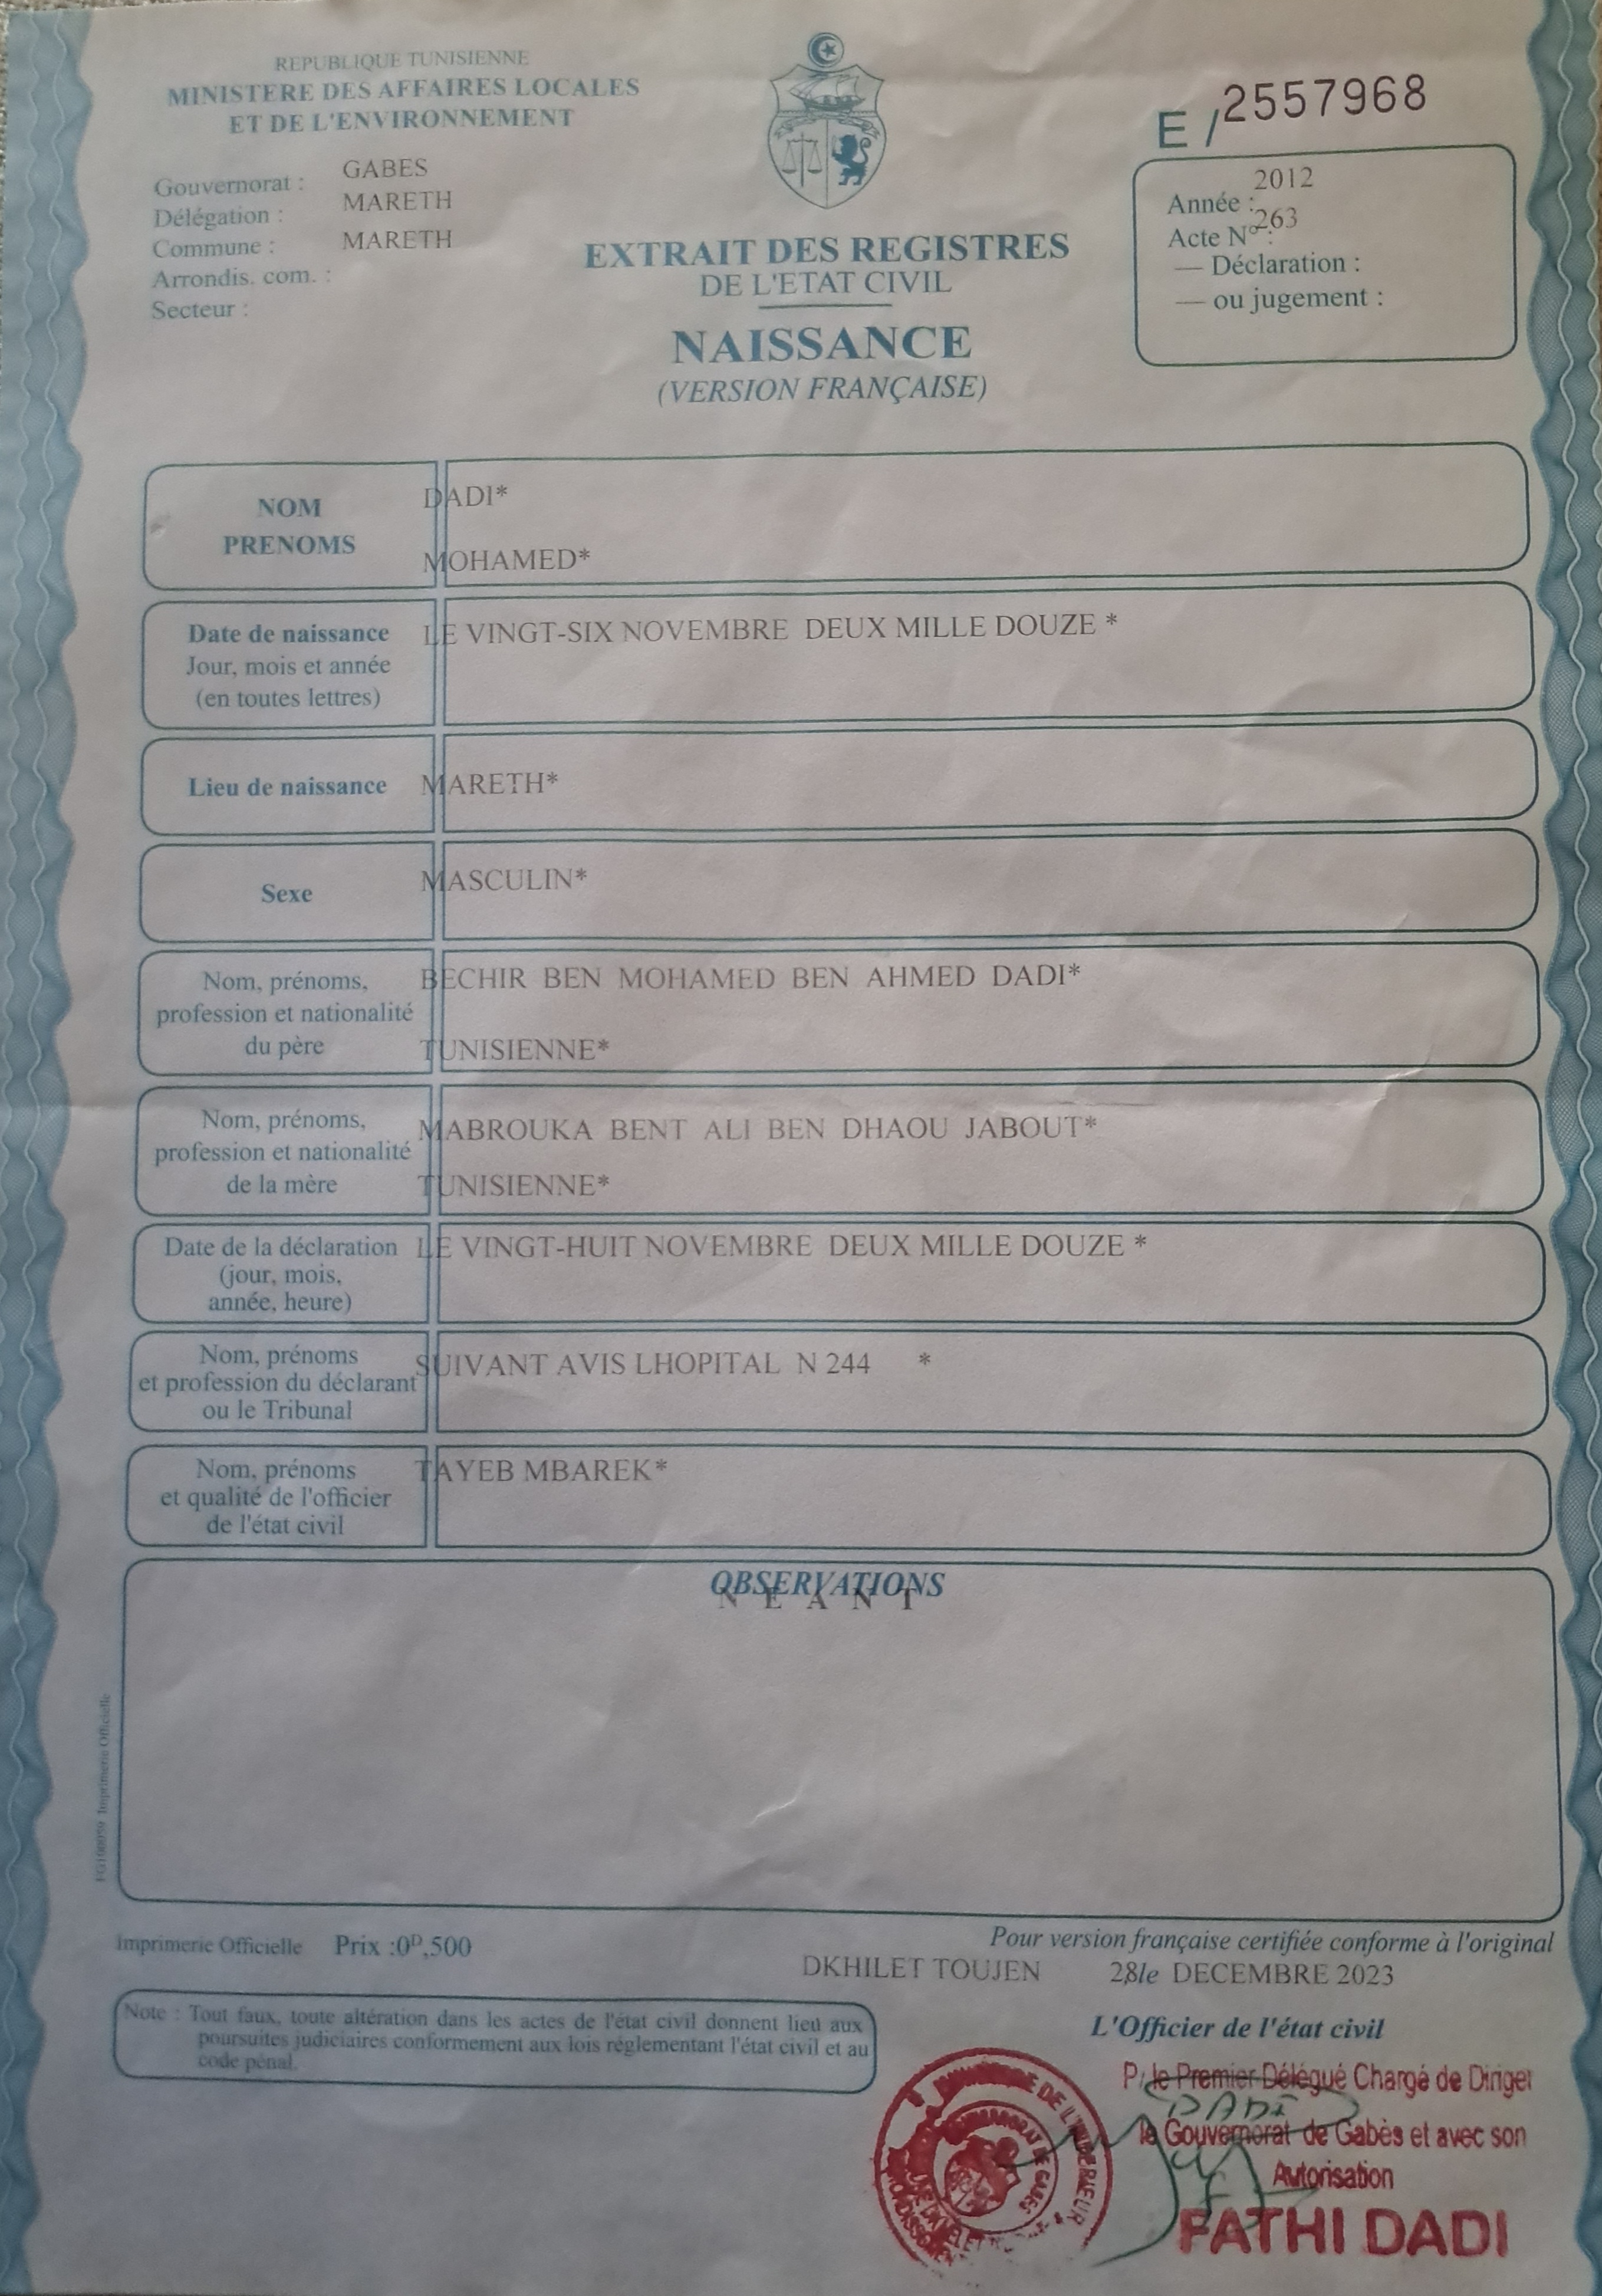 REPUBLIQUE TUNISIENNE
MINISTERE DES AFFAIRES LOCALES
ET DE L'ENVIRONNEMENT
Gouvernorat : GABES
Délégation : MARETH
Commune : MARETH
Arrondis. com. :
Secteur :
EXTRAIT DES REGISTRES
DE L'ETAT CIVIL
NAISSANCE
(VERSION FRANÇAISE)
E / 2557968
Année : 2012
Acte N° : 263
— Déclaration :
— ou jugement :
NOM
PRENOMS
DADI*
MOHAMED*
Date de naissance
Jour, mois et année
(en toutes lettres)
LE VINGT-SIX NOVEMBRE DEUX MILLE DOUZE *
Lieu de naissance
MARETH*
Sexe
MASCULIN*
Nom, prénoms,
profession et nationalité
du père
BECHIR BEN MOHAMED BEN AHMED DADI*
TUNISIENNE*
Nom, prénoms,
profession et nationalité
de la mère
MABROUKA BENT ALI BEN DHAOU JABOUT*
TUNISIENNE*
Date de la déclaration
(jour, mois,
année, heure)
LE VINGT-HUIT NOVEMBRE DEUX MILLE DOUZE *
Nom, prénoms
et profession du déclarant
ou le Tribunal
SUIVANT AVIS LHOPITAL N 244 *
Nom, prénoms
et qualité de l'officier
de l'état civil
TAYEB MBAREK*
OBSERVATIONS
N E A N T
Imprimerie Officielle
Imprimerie Officielle Prix :0ᴰ,500
Pour version française certifiée conforme à l'original
DKHILET TOUJEN 28le DECEMBRE 2023
Note : Tout faux, toute altération dans les actes de l'état civil donnent lieu aux
poursuites judiciaires conformement aux lois réglementant l'état civil et au
code pénal.
L'Officier de l'état civil
P/ le Premier Délégué Chargé de Diriger
le Gouvernorat de Gabès et avec son
Autorisation
FATHI DADI
DADI
DE L'INTERIEUR
GOUVERNORAT DE GABES